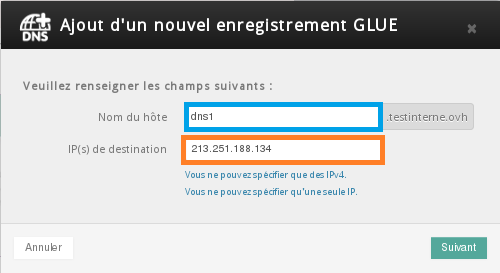 DNS
Ajout d'un nouvel enregistrement GLUE
Veuillez renseigner les champs suivants :
Nom du hôte dns1 .testinterne.ovh
IP(s) de destination 213.251.188.134
Vous ne pouvez spécifier que des IPv4.
Vous ne pouvez spécifier qu'une seule IP.
Annuler Suivant